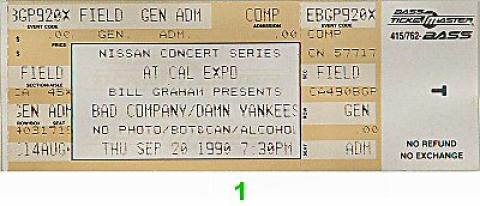 BGP920X FIELD GEN ADM COMP EBGP920X
$ GEN. ADM. 00
NISSAN CONCERT SERIES
CN 57717
FIELD AT CAL EXPO FIELD
BILL GRAHAM PRESENTS
CA490BGP
GEN ADM BAD COMPANY/DAMN YANKEES GEN
NO PHOTO/BOT&CAN/ALCOHOL
14AUG THU SEP 20 1990 7:30PM ADM
BASS
TICKETMASTER
415/762-BASS
NO REFUND
NO EXCHANGE
1